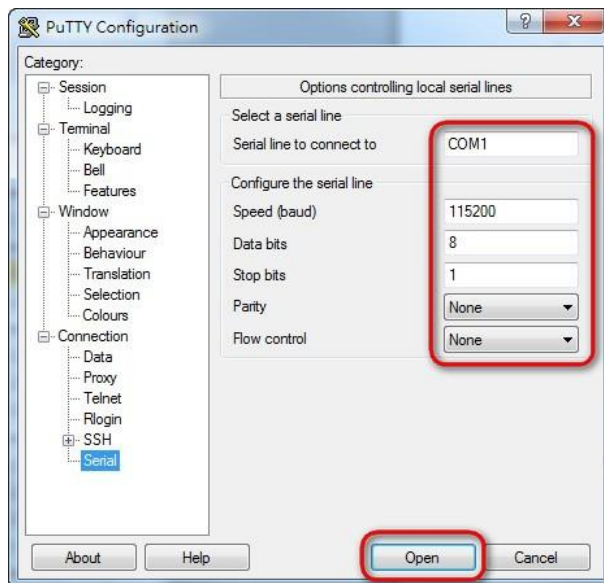 PuTTY Configuration
Category:
Session
Logging
Terminal
Keyboard
Bell
Features
Window
Appearance
Behaviour
Translation
Selection
Colours
Connection
Data
Proxy
Telnet
Rlogin
SSH
Serial
Options controlling local serial lines
Select a serial line
Serial line to connect to COM1
Configure the serial line
Speed (baud) 115200
Data bits 8
Stop bits 1
Parity None
Flow control None
About Help Open Cancel